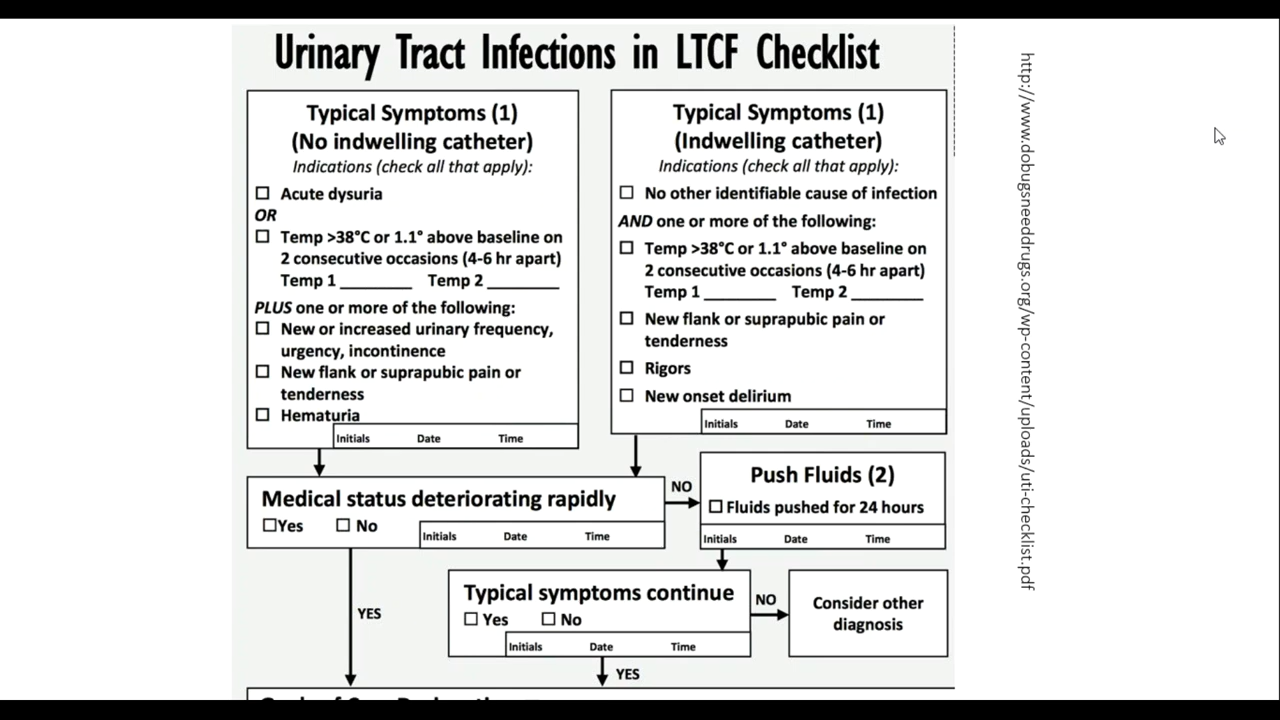 Urinary Tract Infections in LTCF Checklist
Typical Symptoms (1)
(No indwelling catheter)
Indications (check all that apply):
Acute dysuria
OR
Temp >38°C or 1.1° above baseline on
2 consecutive occasions (4-6 hr apart)
Temp 1 ________ Temp 2 ________
PLUS one or more of the following:
New or increased urinary frequency,
urgency, incontinence
New flank or suprapubic pain or
tenderness
Hematuria
Initials Date Time
Typical Symptoms (1)
(Indwelling catheter)
Indications (check all that apply):
No other identifiable cause of infection
AND one or more of the following:
Temp >38°C or 1.1° above baseline on
2 consecutive occasions (4-6 hr apart)
Temp 1 ________ Temp 2 ________
New flank or suprapubic pain or
tenderness
Rigors
New onset delirium
Initials Date Time
Medical status deteriorating rapidly
Yes No
Initials Date Time
NO
Push Fluids (2)
Fluids pushed for 24 hours
Initials Date Time
YES
Typical symptoms continue
Yes No
Initials Date Time
NO
Consider other
diagnosis
YES
http://www.dobugsneeddrugs.org/wp-content/uploads/uti-checklist.pdf